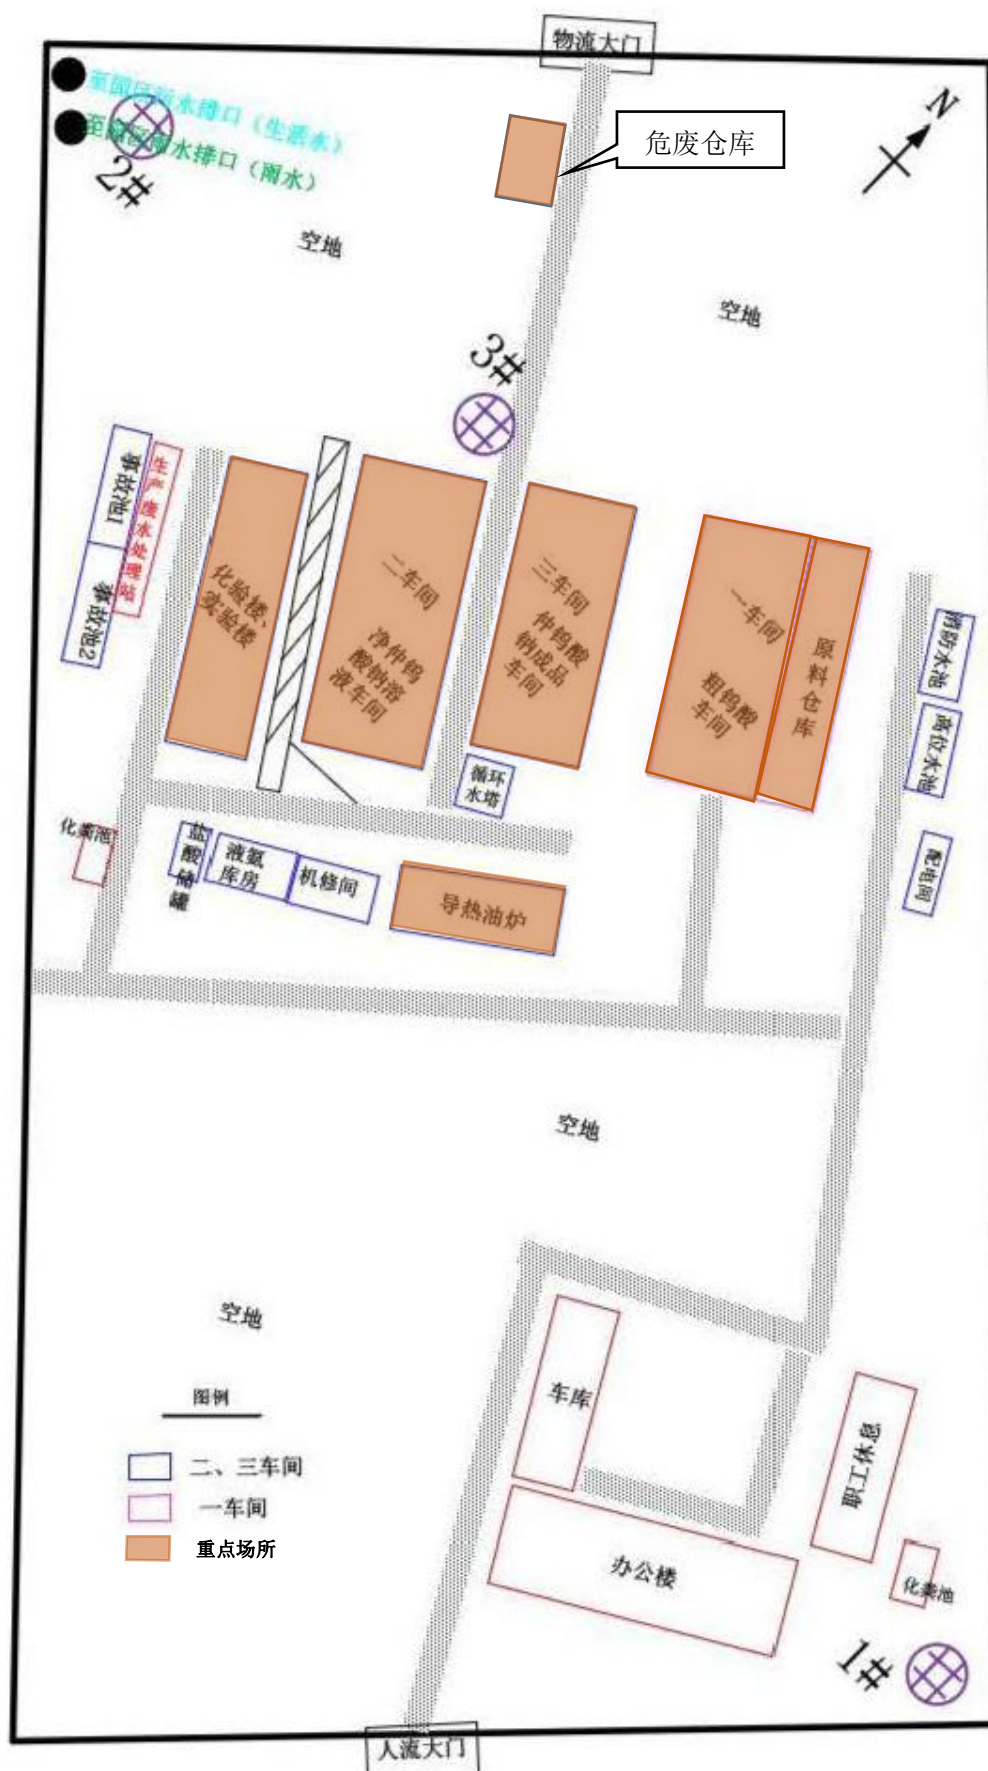 物流大门
至园区污水排口（生活水）
至园区雨水排口（雨水）
2#
N
危废仓库
空地
空地
3#
事故池1
事故池2
生产废水处理站
化验楼、
实验楼
二车间
净仲钨
酸钠溶
液车间
三车间
仲钨酸
钠成品
车间
一车间
粗钨酸
车间
原料仓库
消防水池
高位水池
配电间
循环
水塔
化粪池
盐酸储罐
液氨
库房
机修间
导热油炉
空地
空地
图例
二、三车间
一车间
重点场所
车库
办公楼
职工休息
化粪池
1#
人流大门